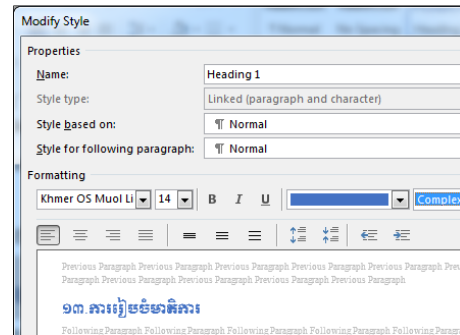 Modify Style
Properties
Name: Heading 1
Style type: Linked (paragraph and character)
Style based on: ¶ Normal
Style for following paragraph: ¶ Normal
Formatting
Khmer OS Muol Li 14 B I U Complex
Previous Paragraph Previous Paragraph Previous Paragraph Previous Paragraph Previous Paragraph Prev
Paragraph Previous Paragraph Previous Paragraph Previous Paragraph Previous Paragraph
១៣.ការរៀបចំមាតិការ
Following Paragraph Following Paragraph Following Paragraph Following Paragraph Following Parag